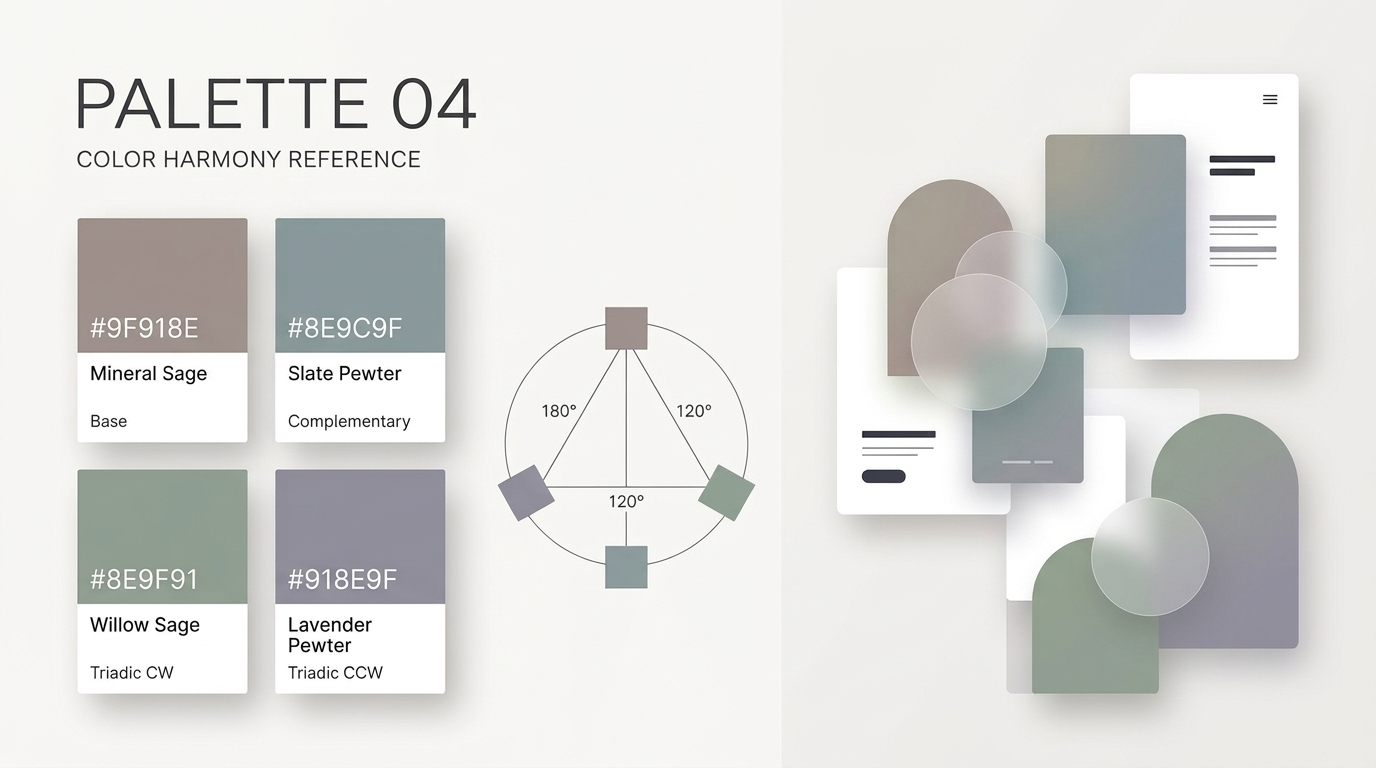 PALETTE 04
COLOR HARMONY REFERENCE
#9F918E
Mineral Sage
Base
#8E9C9F
Slate Pewter
Complementary
#8E9F91
Willow Sage
Triadic CW
#918E9F
Lavender
Pewter
Triadic CCW
180°
120°
120°